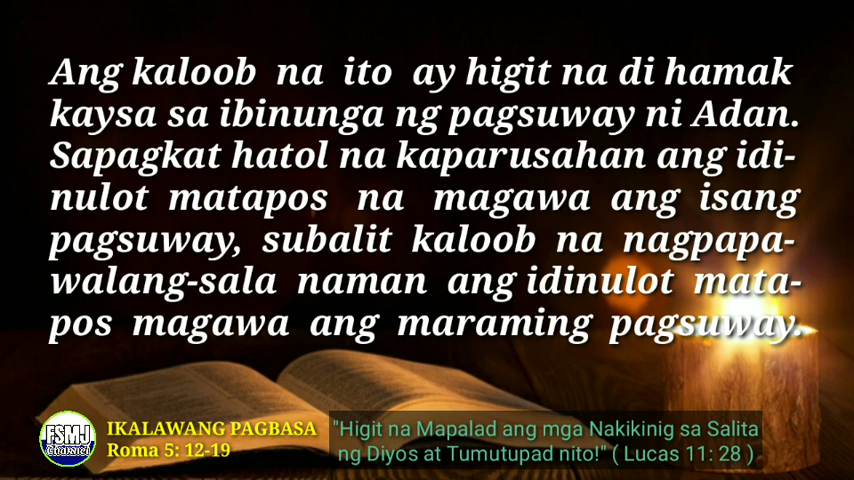 Ang kaloob na ito ay higit na di hamak
kaysa sa ibinunga ng pagsuway ni Adan.
Sapagkat hatol na kaparusahan ang idi-
nulot matapos na magawa ang isang
pagsuway, subalit kaloob na nagpapa-
walang-sala naman ang idinulot mata-
pos magawa ang maraming pagsuway.
FSMJ
Channel
IKALAWANG PAGBASA
Roma 5: 12-19
"Higit na Mapalad ang mga Nakikinig sa Salita
ng Diyos at Tumutupad nito!" ( Lucas 11: 28 )